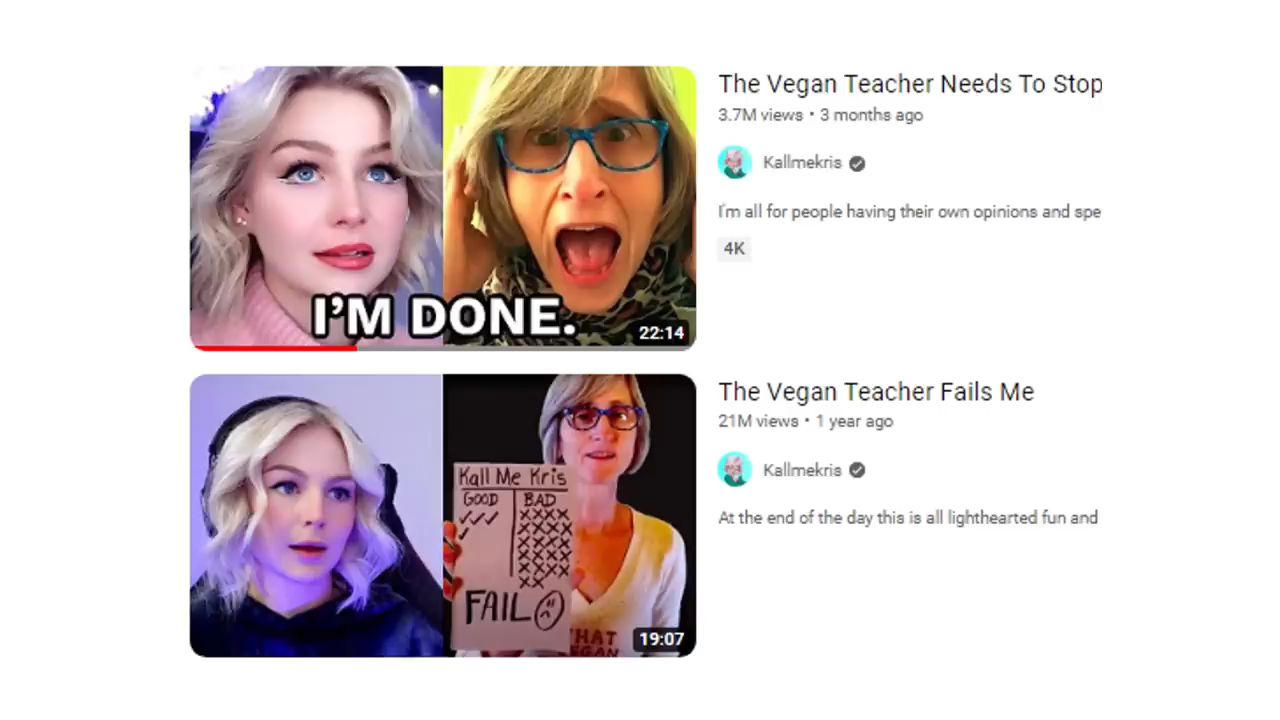 The Vegan Teacher Needs To Stop
3.7M views • 3 months ago
Kallmekris
I'm all for people having their own opinions and spe
4K
I'M DONE.
22:14
The Vegan Teacher Fails Me
21M views • 1 year ago
Kallmekris
At the end of the day this is all lighthearted fun and
Kall Me Kris
GOOD BAD
FAIL
THAT
VEGAN
19:07